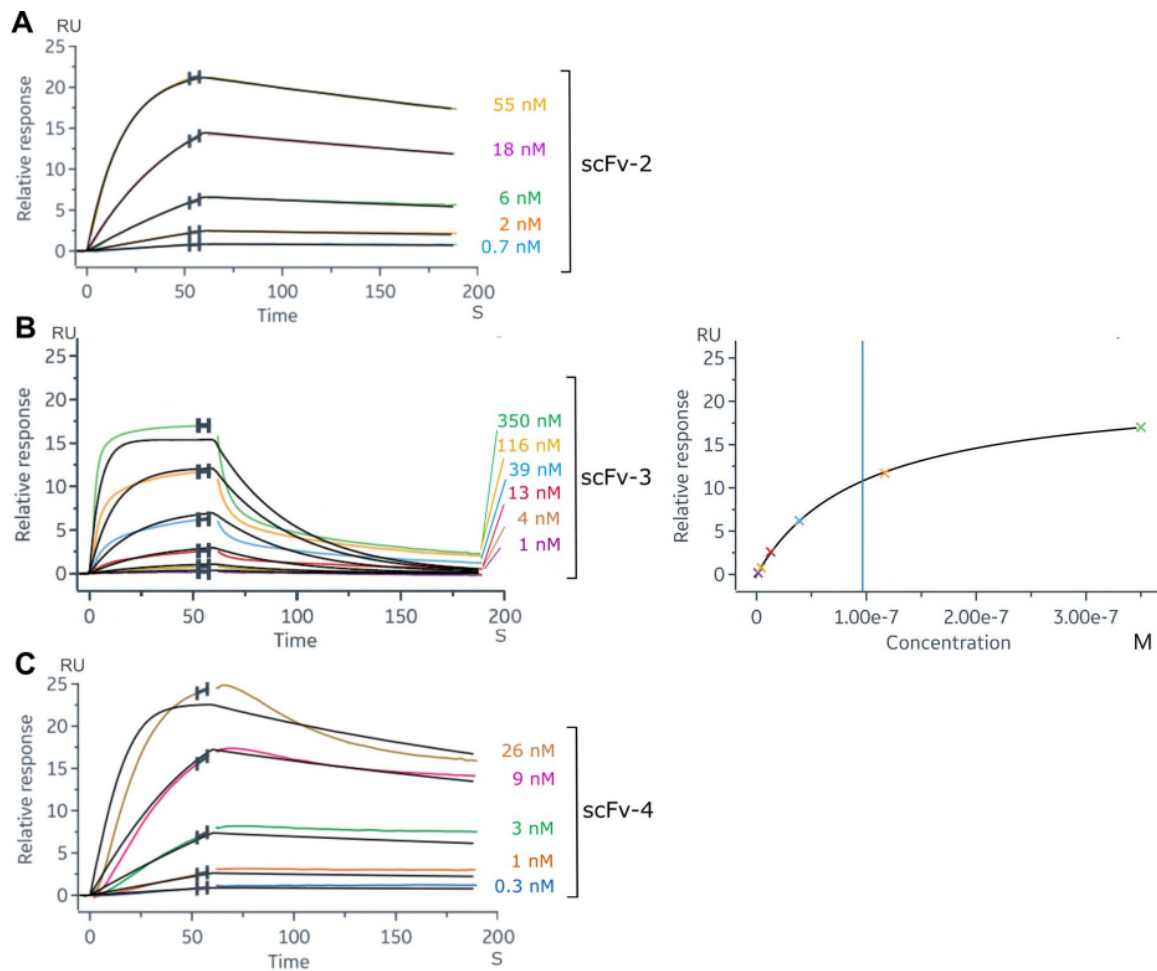 A
RU
25
20
15
10
5
0
Relative response
0 50 100 150 200
Time
S
55 nM
18 nM
6 nM
2 nM
0.7 nM
scFv-2
B
RU
25
20
15
10
5
0
Relative response
0 50 100 150 200
Time
S
350 nM
116 nM
39 nM
13 nM
4 nM
1 nM
scFv-3
RU
25
20
15
10
5
0
Relative response
0 1.00e-7 2.00e-7 3.00e-7
Concentration
M
C
RU
25
20
15
10
5
0
Relative response
0 50 100 150 200
Time
S
26 nM
9 nM
3 nM
1 nM
0.3 nM
scFv-4